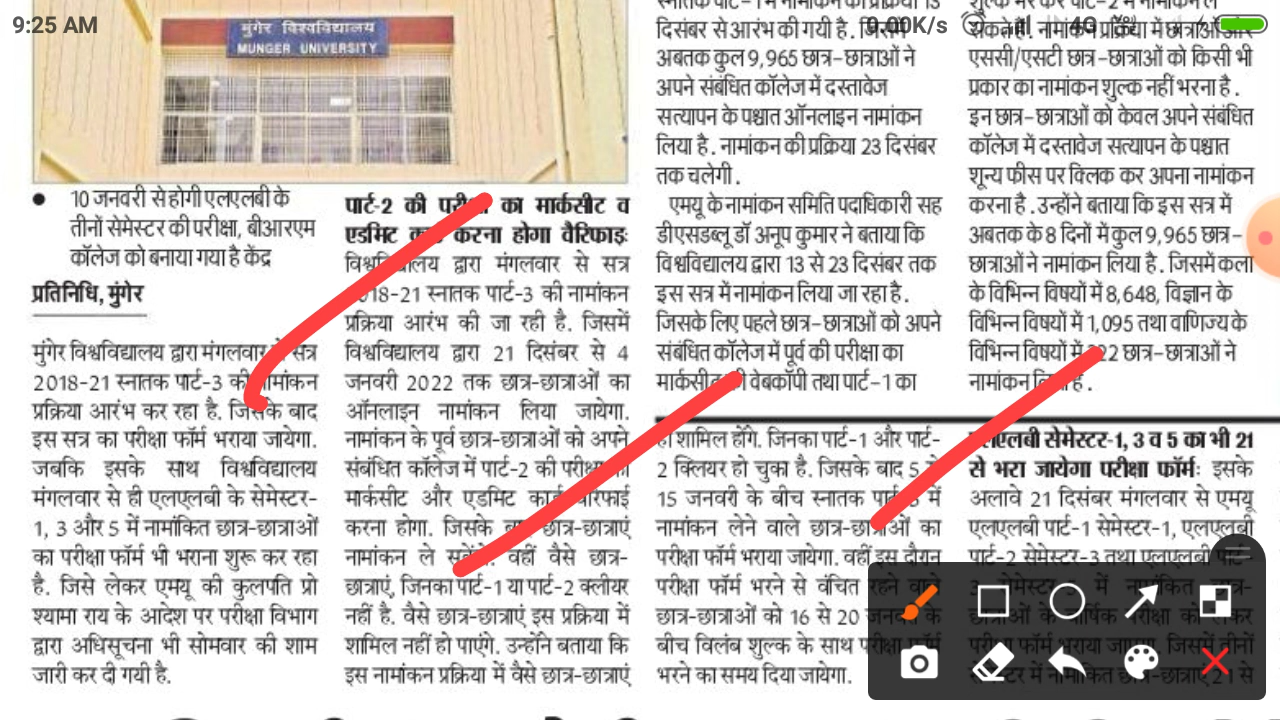 9:25 AM
0.00K/s
4G
मुंगेर विश्वविद्यालय
MUNGER UNIVERSITY
10 जनवरी से होगी एलएलबी के
तीनों सेमेस्टर की परीक्षा, बीआरएम
कॉलेज को बनाया गया है केंद्र
प्रतिनिधि, मुंगेर
मुंगेर विश्वविद्यालय द्वारा मंगलवार सत्र
2018-21 स्नातक पार्ट-3 की नामांकन
प्रक्रिया आरंभ कर रहा है. जिसके बाद
इस सत्र का परीक्षा फॉर्म भराया जायेगा.
जबकि इसके साथ विश्वविद्यालय
मंगलवार से ही एलएलबी के सेमेस्टर-
1, 3 और 5 में नामांकित छात्र-छात्राओं
का परीक्षा फॉर्म भी भराना शुरू कर रहा
है. जिसे लेकर एमयू की कुलपति प्रो
श्यामा राय के आदेश पर परीक्षा विभाग
द्वारा अधिसूचना भी सोमवार की शाम
जारी कर दी गयी है.
पार्ट-2 की परीक्षा का मार्कसीट व
एडमिट कार्ड करना होगा वैरिफाइ:
विश्वविद्यालय द्वारा मंगलवार से सत्र
2018-21 स्नातक पार्ट-3 की नामांकन
प्रक्रिया आरंभ की जा रही है. जिसमें
विश्वविद्यालय द्वारा 21 दिसंबर से 4
जनवरी 2022 तक छात्र-छात्राओं का
ऑनलाइन नामांकन लिया जायेगा.
नामांकन के पूर्व छात्र-छात्राओं को अपने
संबंधित कॉलेज में पार्ट-2 की परीक्षा का
मार्कसीट और एडमिट कार्ड वेरिफाई
करना होगा. जिसके बाद छात्र-छात्राएं
नामांकन ले सकेंगे. वहीं वैसे छात्र-
छात्राएं, जिनका पार्ट-1 या पार्ट-2 क्लीयर
नहीं है. वैसे छात्र-छात्राएं इस प्रक्रिया में
शामिल नहीं हो पाएंगे. उन्होंने बताया कि
इस नामांकन प्रक्रिया में वैसे छात्र-छात्राएं
दिसंबर से आरंभ की गयी है. जिसमें
अबतक कुल 9,965 छात्र-छात्राओं ने
अपने संबंधित कॉलेज में दस्तावेज
सत्यापन के पश्चात ऑनलाइन नामांकन
लिया है. नामांकन की प्रक्रिया 23 दिसंबर
तक चलेगी.
एमयू के नामांकन समिति पदाधिकारी सह
डीएसडब्लू डॉ अनूप कुमार ने बताया कि
विश्वविद्यालय द्वारा 13 से 23 दिसंबर तक
इस सत्र में नामांकन लिया जा रहा है.
जिसके लिए पहले छात्र-छात्राओं को अपने
संबंधित कॉलेज में पूर्व की परीक्षा का
मार्कसीट की वेबकॉपी तथा पार्ट-1 का
ही शामिल होंगे. जिनका पार्ट-1 और पार्ट-
2 क्लियर हो चुका है. जिसके बाद 5 से
15 जनवरी के बीच स्नातक पार्ट-3 में
नामांकन लेने वाले छात्र-छात्राओं का
परीक्षा फॉर्म भराया जायेगा. वहीं इस दौरान
परीक्षा फॉर्म भरने से वंचित रहने वाले
छात्र-छात्राओं को 16 से 20 जनवरी के
बीच विलंब शुल्क के साथ परीक्षा फॉर्म
भरने का समय दिया जायेगा.
सकते हैं. नामांकन प्रक्रिया में छात्राओं और
एससी/एसटी छात्र-छात्राओं को किसी भी
प्रकार का नामांकन शुल्क नहीं भरना है.
इन छात्र-छात्राओं को केवल अपने संबंधित
कॉलेज में दस्तावेज सत्यापन के पश्चात
शून्य फीस पर क्लिक कर अपना नामांकन
करना है. उन्होंने बताया कि इस सत्र में
अबतक के 8 दिनों में कुल 9,965 छात्र-
छात्राओं ने नामांकन लिया है. जिसमें कला
के विभिन्न विषयों में 8,648, विज्ञान के
विभिन्न विषयों में 1,095 तथा वाणिज्य के
विभिन्न विषयों में 222 छात्र-छात्राओं ने
नामांकन लिया है.
एलएलबी सेमेस्टर-1, 3 व 5 का भी 21
से भरा जायेगा परीक्षा फॉर्म: इसके
अलावे 21 दिसंबर मंगलवार से एमयू
एलएलबी पार्ट-1 सेमेस्टर-1, एलएलबी
पार्ट-2 सेमेस्टर-3 तथा एलएलबी पार्ट-